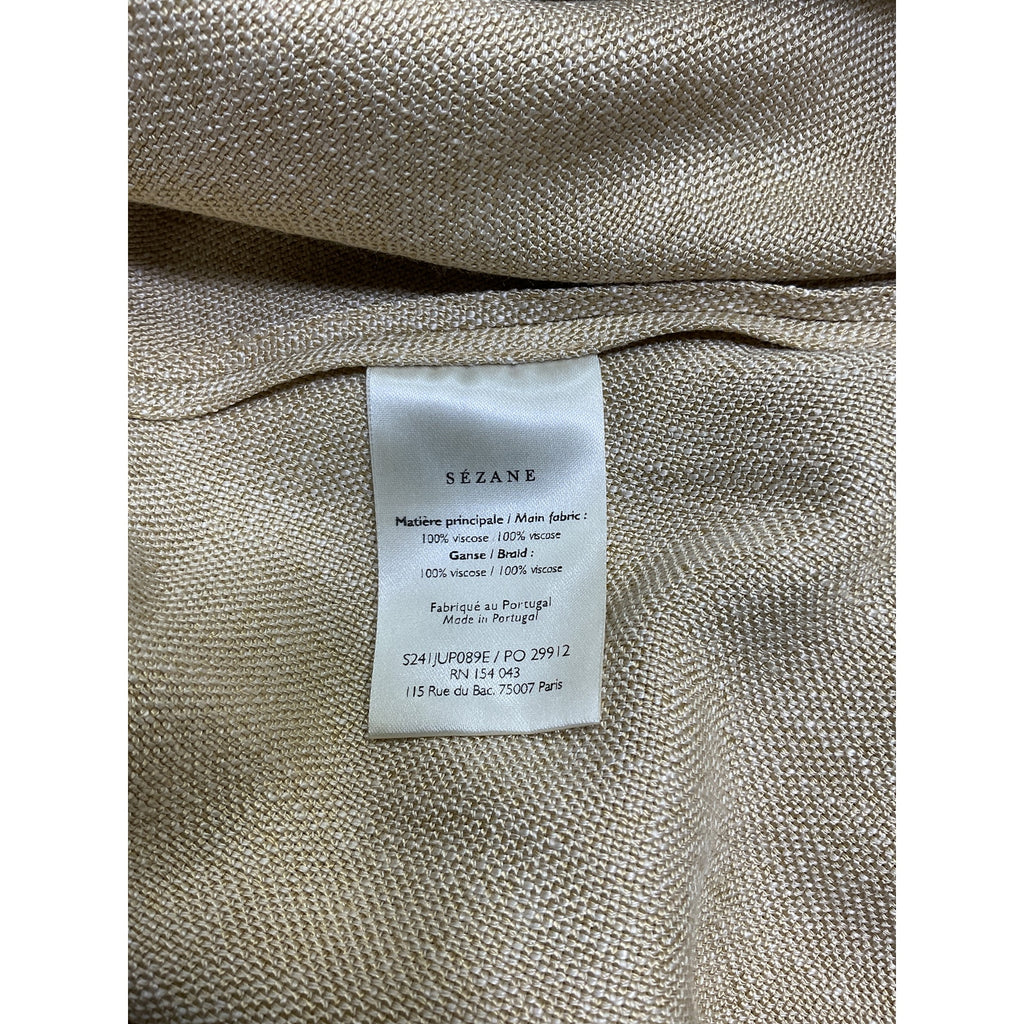 SÉZANE
Matière principale / Main fabric :
100% viscose / 100% viscose
Ganse / Braid :
100% viscose / 100% viscose
Fabriqué au Portugal
Made in Portugal
S241JUP089E / PO 29912
RN 154 043
115 Rue du Bac. 75007 Paris